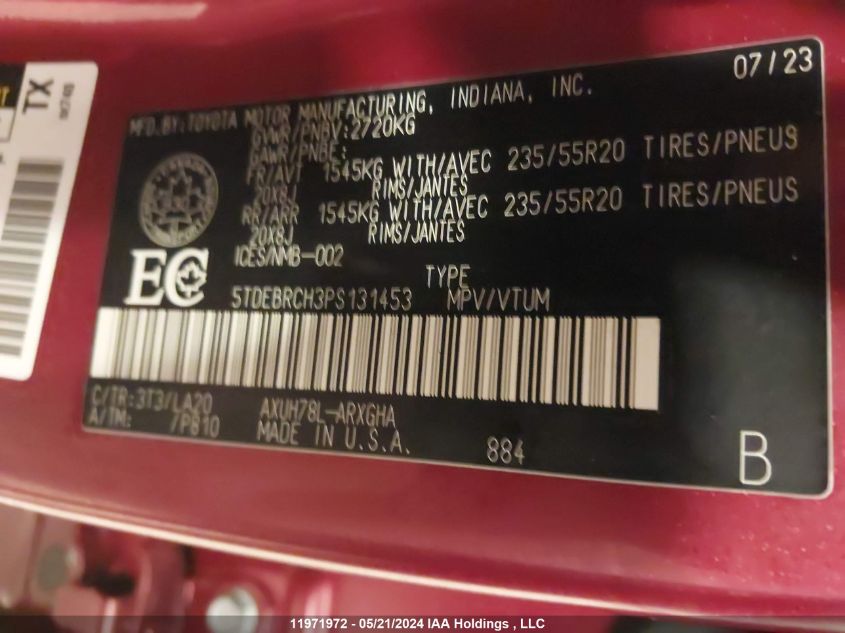 07/23
MFD.BY:TOYOTA MOTOR MANUFACTURING, INDIANA, INC.
GVWR/PNBV:2720KG
GAWR/PNBE:
FR/AVT 1545KG WITH/AVEC 235/55R20 TIRES/PNEUS
20X8J RIMS/JANTES
RR/ARR 1545KG WITH/AVEC 235/55R20 TIRES/PNEUS
20X8J RIMS/JANTES
ICES/NMB-002
EC
TYPE
5TDEBRCH3PS131453 MPV/VTUM
C/TR:3T3/LA20 AXUH78L-ARXGHA
A/TM: /P810 MADE IN U.S.A. 884
B
TX
11971972 - 05/21/2024 IAA Holdings , LLC